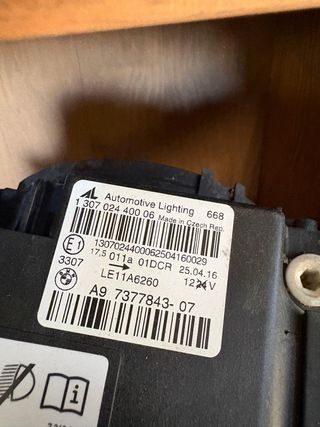 AL Automotive Lighting 668
1 307 024 400 06 Made in Czech Rep.
E1 1307024400062504160029
17.5 011a 01DCR 25.04.16
3307 LE11A6260 12 V
A9 7377843-07